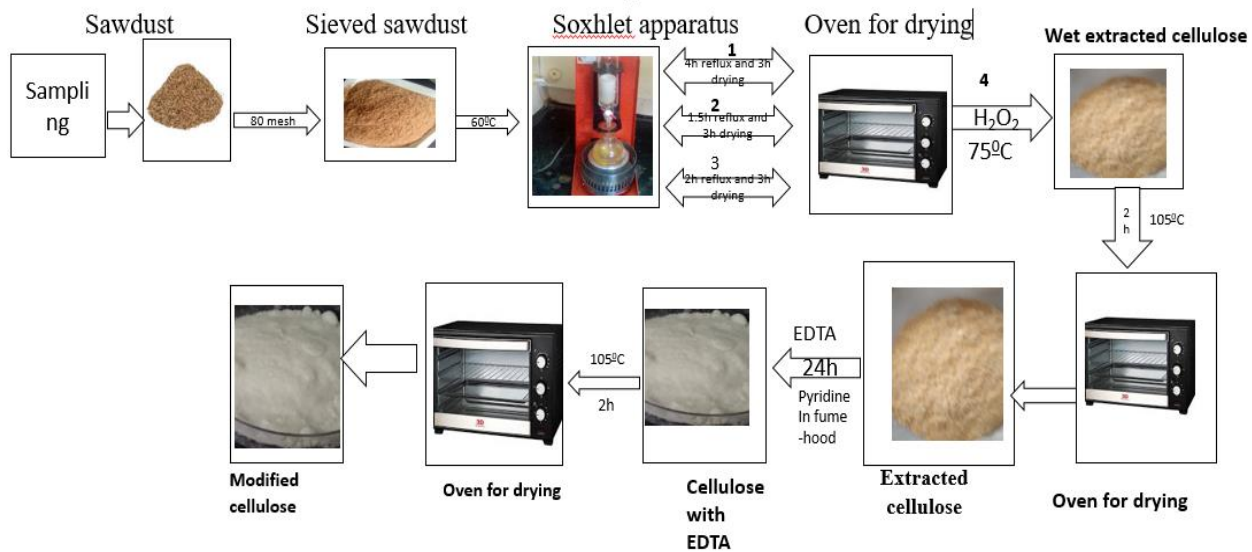 Sawdust
Sieved sawdust
Soxhlet apparatus
Oven for drying
Wet extracted cellulose
Sampli
ng
80 mesh
60ºC
1
4h reflux and 3h
drying
2
1.5h reflux and
3h drying
3
2h reflux and 3h
drying
4
H₂O₂
75⁰C
2
h
105ºC
EDTA
24h
Pyridine
In fume
-hood
105ºC
2h
Modified
cellulose
Oven for drying
Cellulose
with
EDTA
Extracted
cellulose
Oven for drying